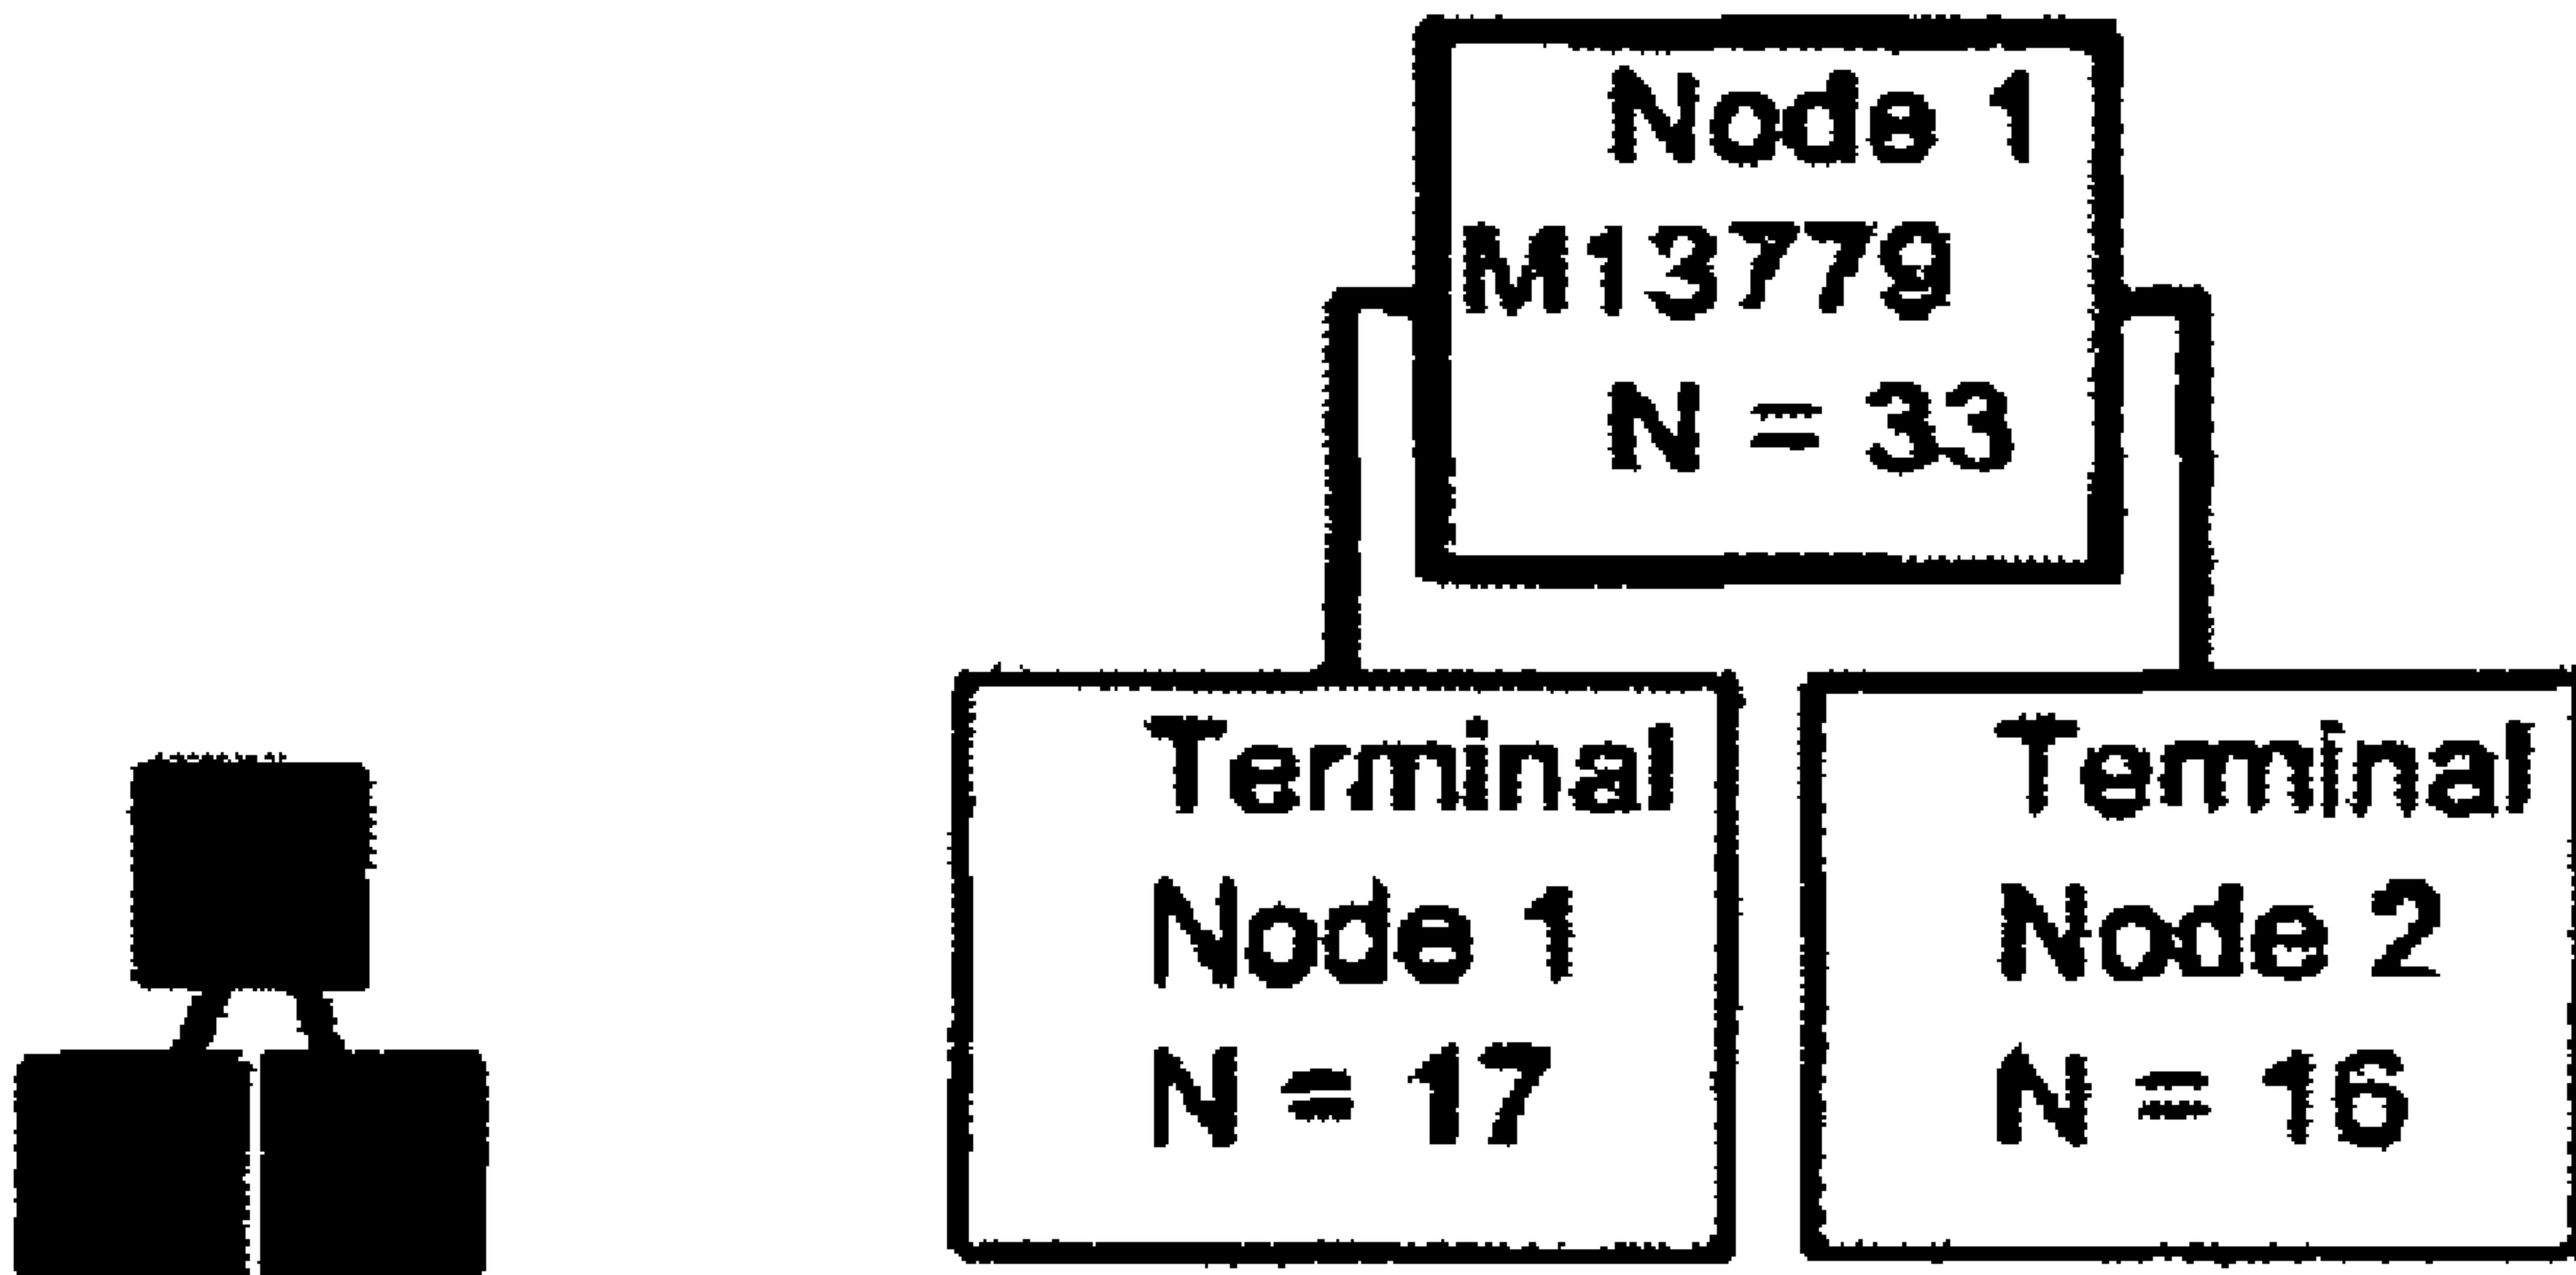 Node 1
M13779
N = 33
Terminal
Node 1
N = 17
Terminal
Node 2
N = 16